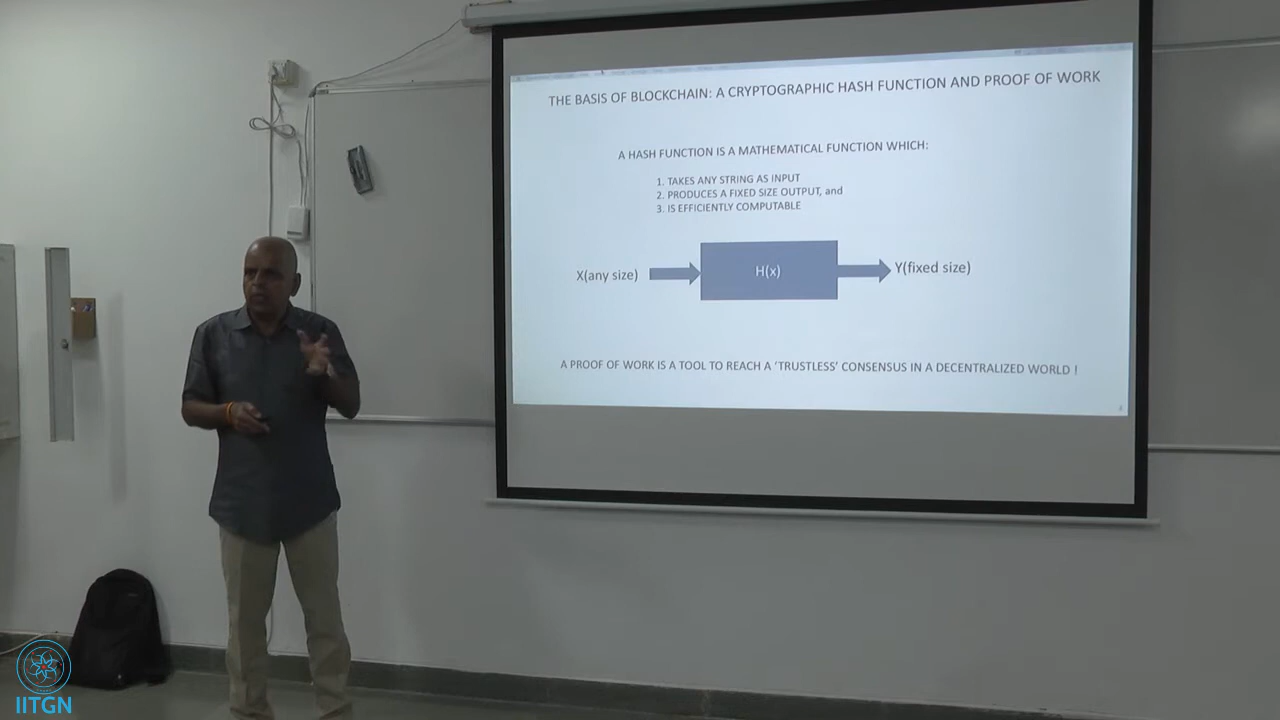 THE BASIS OF BLOCKCHAIN: A CRYPTOGRAPHIC HASH FUNCTION AND PROOF OF WORK
A HASH FUNCTION IS A MATHEMATICAL FUNCTION WHICH:
1. TAKES ANY STRING AS INPUT
2. PRODUCES A FIXED SIZE OUTPUT, and
3. IS EFFICIENTLY COMPUTABLE
X(any size) H(x) Y(fixed size)
A PROOF OF WORK IS A TOOL TO REACH A 'TRUSTLESS' CONSENSUS IN A DECENTRALIZED WORLD !
IITGN